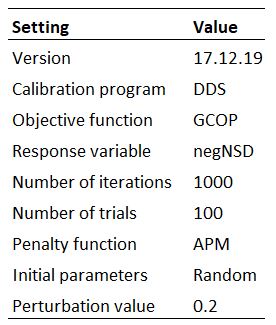 Setting Value
Version 17.12.19
Calibration program DDS
Objective function GCOP
Response variable negNSD
Number of iterations 1000
Number of trials 100
Penalty function APM
Initial parameters Random
Perturbation value 0.2